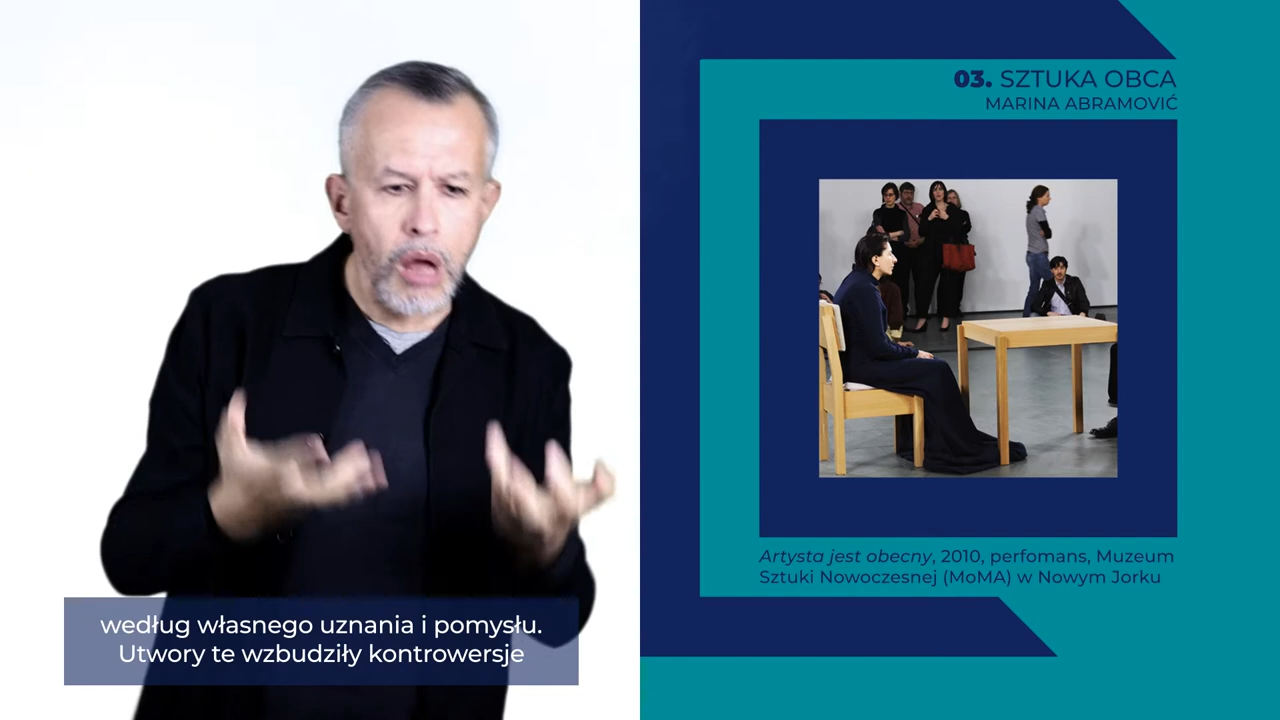 03. SZTUKA OBCA
MARINA ABRAMOVIĆ
Artysta jest obecny, 2010, perfomans, Muzeum
Sztuki Nowoczesnej (MoMA) w Nowym Jorku
według własnego uznania i pomysłu.
Utwory te wzbudziły kontrowersje